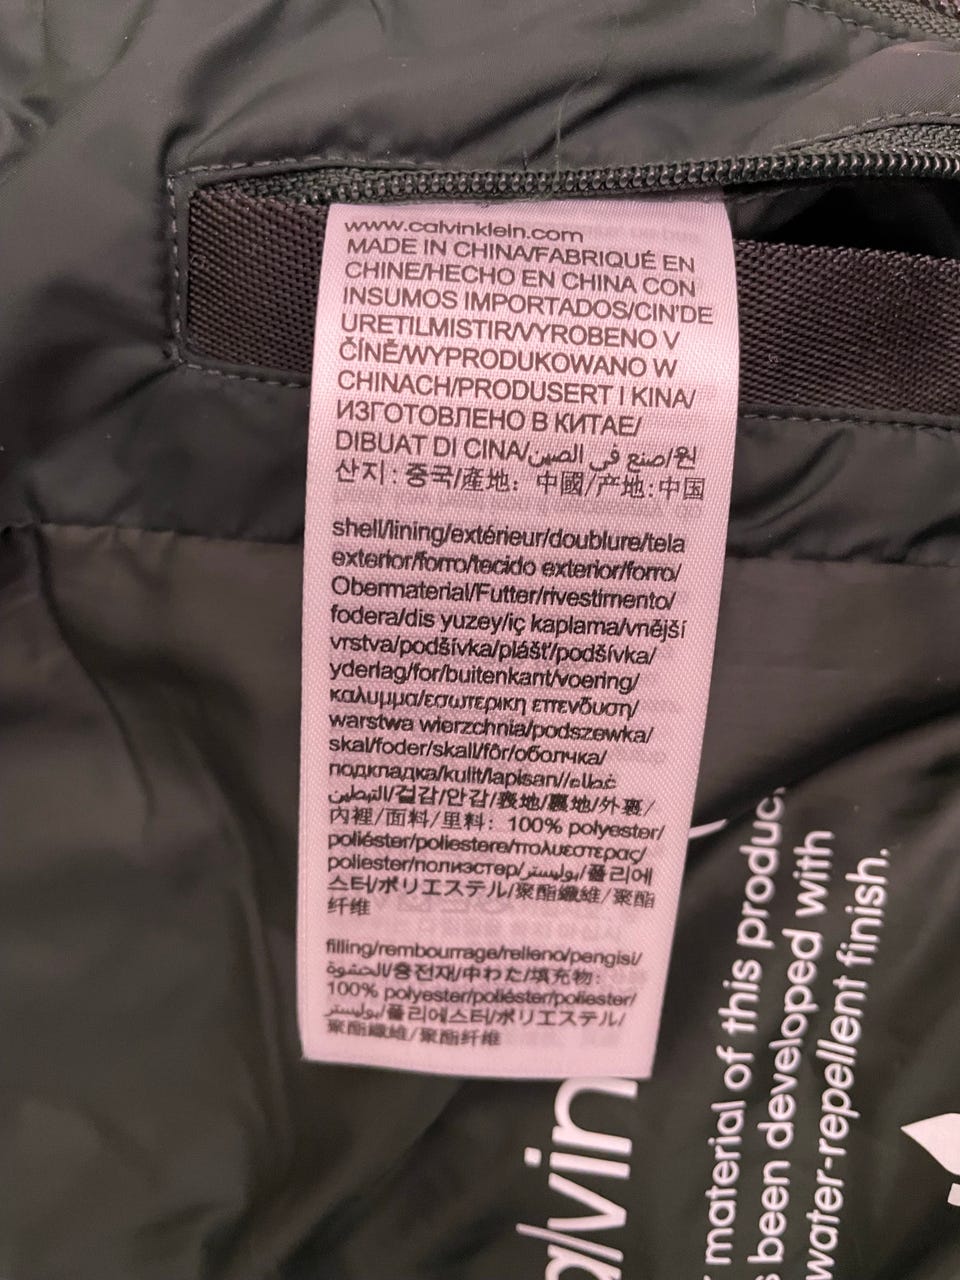 www.calvinklein.com
MADE IN CHINA/FABRIQUÉ EN
CHINE/HECHO EN CHINA CON
INSUMOS IMPORTADOS/CIN'DE
URETILMISTIR/VYROBENO V
ČÍNĚ/WYPRODUKOWANO W
CHINACH/PRODUSERT I KINA/
ИЗГОТОВЛЕНО В КИТАЕ/
DIBUAT DI CINA/صنع في الصين/원
산지: 중국/產地: 中國/产地:中国
shell/lining/extérieur/doublure/tela
exterior/forro/tecido exterior/forro/
Obermaterial/Futter/rivestimento/
fodera/dis yuzey/iç kaplama/vnější
vrstva/podšívka/plášť/podšívka/
yderlag/for/buitenkant/voering/
καλυμμα/εσωτερικη επενδυση/
warstwa wierzchnia/podszewka/
skal/foder/skall/fôr/оболчка/
подкладка/kulit/lapisan//غطاء
التبطين/겉감/안감/表地/裏地/外裏/
內裡/面料/里料: 100% polyester/
poliéster/poliestere/πολυεστερας/
poliester/полиэстер/بوليستر/폴리에
스터/ポリエステル/聚酯纖維/聚酯
纤维
filling/rembourrage/relleno/pengisi/
الحشوة/충전재/中わた/填充物:
100% polyester/poliéster/poliester/
بوليستر/폴리에스터/ポリエステル/
聚酯纖維/聚酯纤维
alvin
material of this produc
been developed with
water-repellent finish.